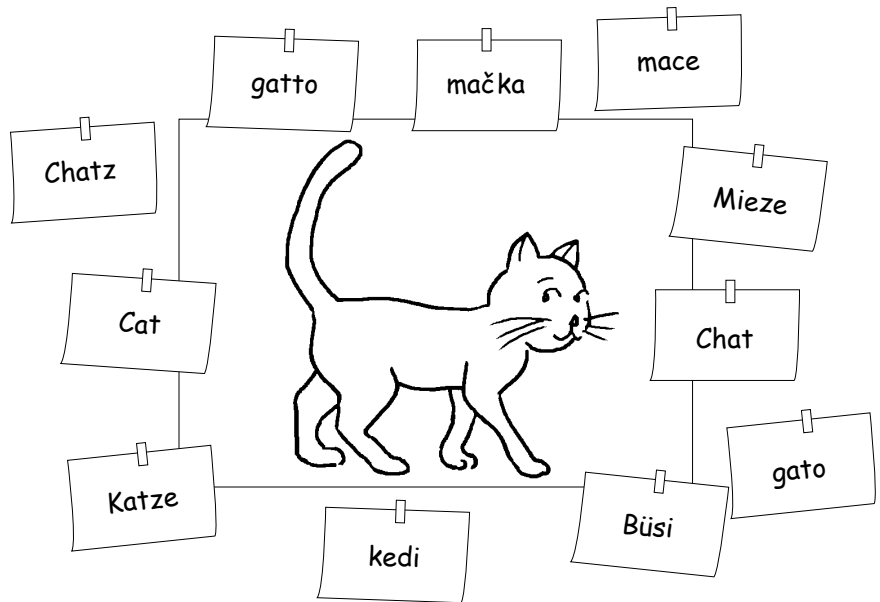 gatto
mačka
mace
Chatz
Mieze
Cat
Chat
Katze
gato
Büsi
kedi